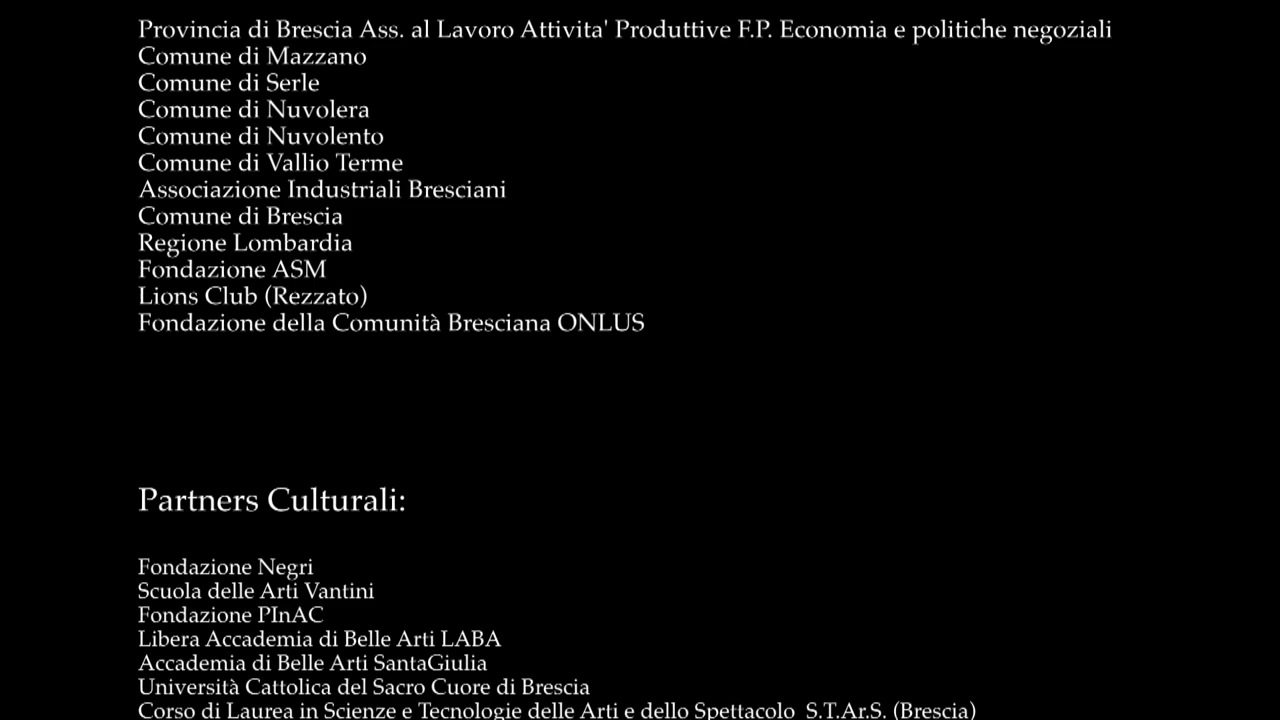 Provincia di Brescia Ass. al Lavoro Attivita' Produttive F.P. Economia e politiche negoziali
Comune di Mazzano
Comune di Serle
Comune di Nuvolera
Comune di Nuvolento
Comune di Vallio Terme
Associazione Industriali Bresciani
Comune di Brescia
Regione Lombardia
Fondazione ASM
Lions Club (Rezzato)
Fondazione della Comunità Bresciana ONLUS
Partners Culturali:
Fondazione Negri
Scuola delle Arti Vantini
Fondazione PInAC
Libera Accademia di Belle Arti LABA
Accademia di Belle Arti SantaGiulia
Università Cattolica del Sacro Cuore di Brescia
Corso di Laurea in Scienze e Tecnologie delle Arti e dello Spettacolo  S.T.Ar.S. (Brescia)